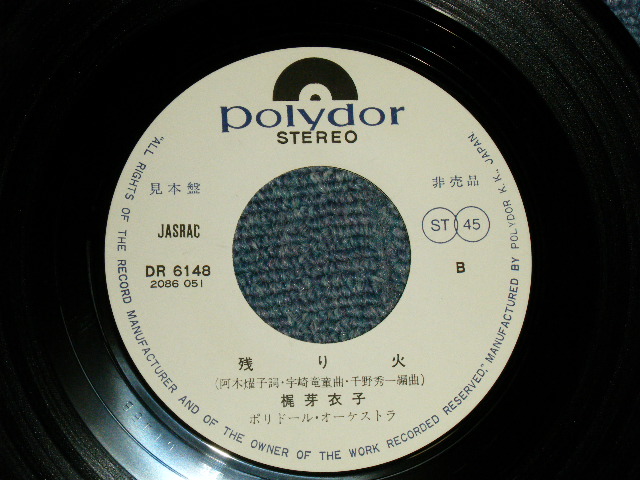 polydor
STEREO
見本盤
非売品
JASRAC
ST 45
DR 6148
2086 051
B
残り火
(阿木燿子詞・宇崎竜童曲・千野秀一編曲)
梶芽衣子
ポリドール・オーケストラ
"ALL RIGHTS OF THE RECORD MANUFACTURER AND OF THE OWNER OF THE WORK RECORDED RESERVED," MANUFACTURED BY POLYDOR K.K. JAPAN.